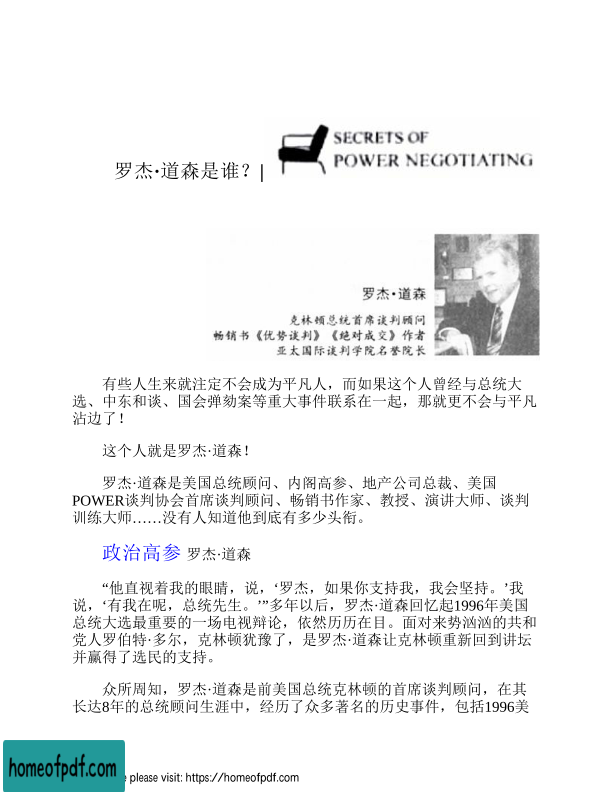 SECRETS OF
POWER NEGOTIATING
罗杰·道森是谁？|
罗杰·道森
克林顿总统首席谈判顾问
畅销书《优势谈判》《绝对成交》作者
亚太国际谈判学院名誉院长
有些人生来就注定不会成为平凡人，而如果这个人曾经与总统大
选、中东和谈、国会弹劾案等重大事件联系在一起，那就更不会与平凡
沾边了！
这个人就是罗杰·道森！
罗杰·道森是美国总统顾问、内阁高参、地产公司总裁、美国
POWER谈判协会首席谈判顾问、畅销书作家、教授、演讲大师、谈判
训练大师……没有人知道他到底有多少头衔。
政治高参 罗杰·道森
“他直视着我的眼睛，说，‘罗杰，如果你支持我，我会坚持。’我
说，‘有我在呢，总统先生。’”多年以后，罗杰·道森回忆起1996年美国
总统大选最重要的一场电视辩论，依然历历在目。面对来势汹汹的共和
党人罗伯特·多尔，克林顿犹豫了，是罗杰·道森让克林顿重新回到讲坛
并赢得了选民的支持。
众所周知，罗杰·道森是前美国总统克林顿的首席谈判顾问，在其
长达8年的总统顾问生涯中，经历了众多著名的历史事件，包括1996美
homeofpdf.com
e please visit: https://homeofpdf.com